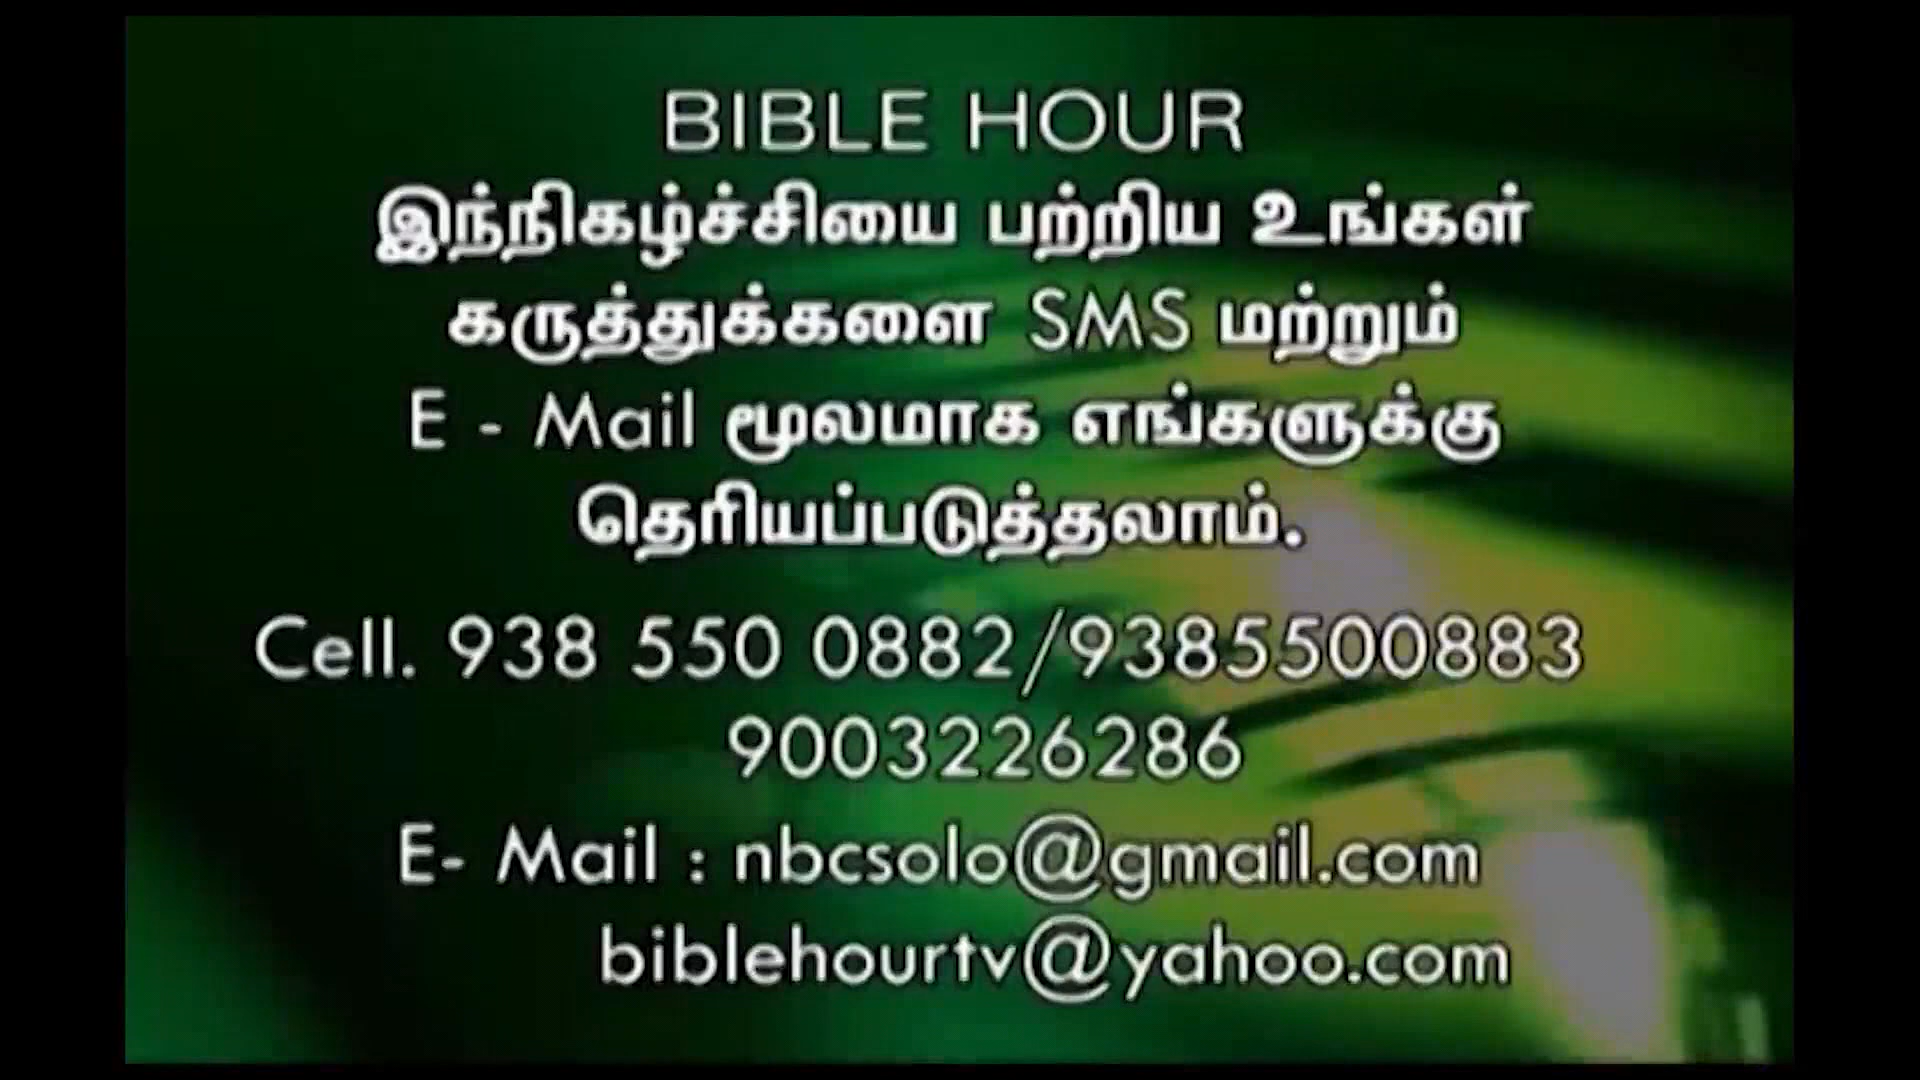 BIBLE HOUR
இந்நிகழ்ச்சியை பற்றிய உங்கள்
கருத்துக்களை SMS மற்றும்
E - Mail மூலமாக எங்களுக்கு
தெரியப்படுத்தலாம்.
Cell. 938 550 0882/9385500883
9003226286
E- Mail : nbcsolo@gmail.com
biblehourtv@yahoo.com